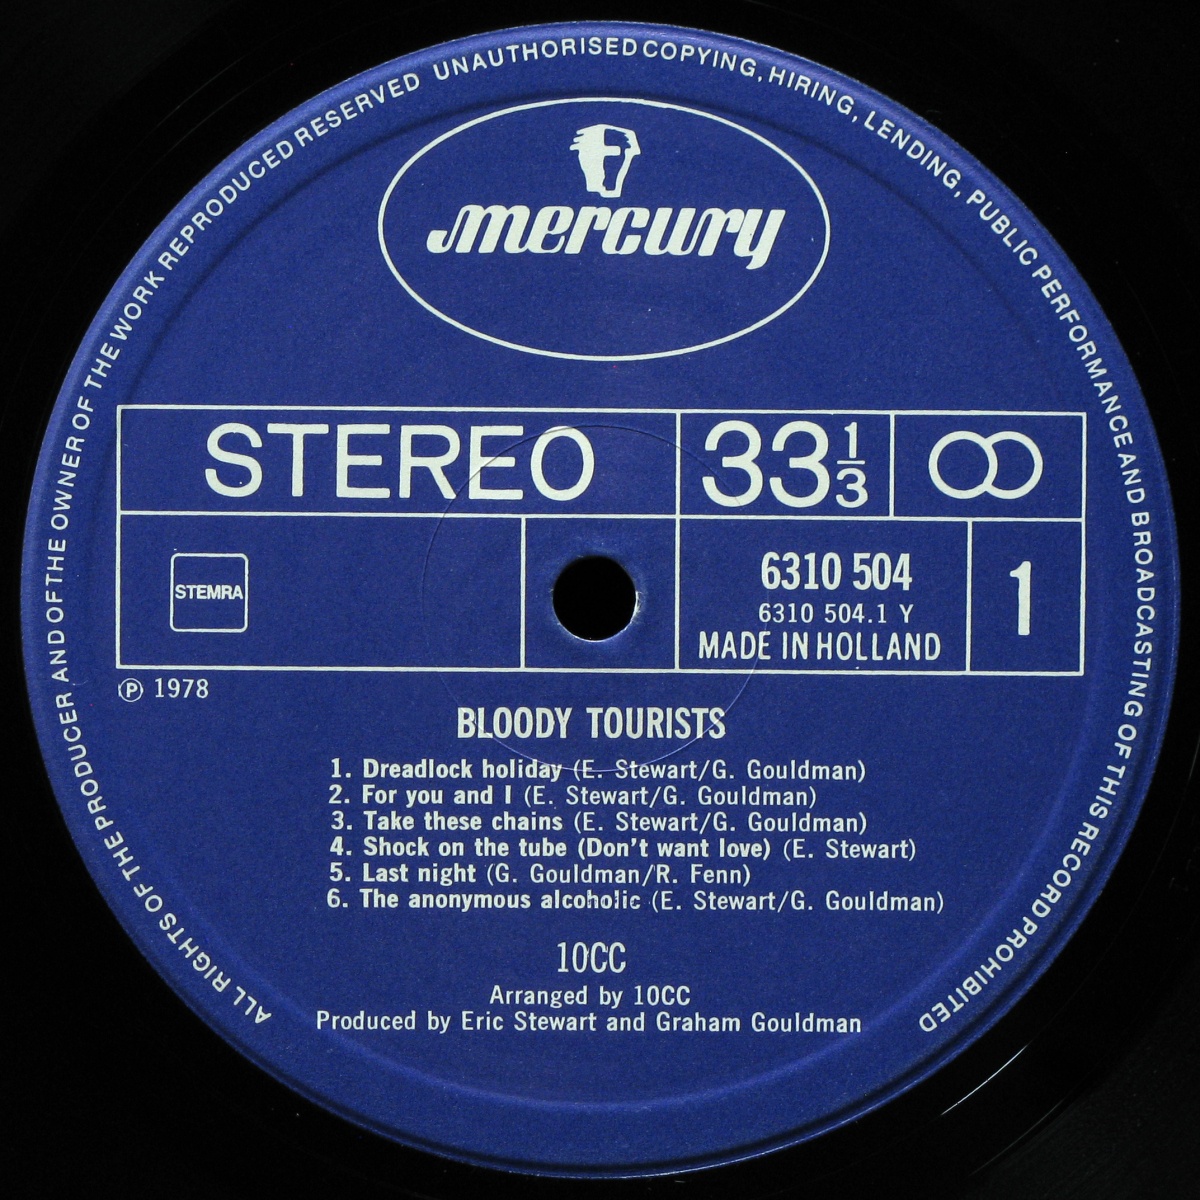 ALL RIGHTS OF THE PRODUCER AND OF THE OWNER OF THE WORK REPRODUCED RESERVED UNAUTHORISED COPYING, HIRING, LENDING, PUBLIC PERFORMANCE AND BROADCASTING OF THIS RECORD PROHIBITED
mercury
STEREO 33 1/3
STEMRA
6310 504
6310 504.1 Y
MADE IN HOLLAND
1
℗ 1978
BLOODY TOURISTS
1. Dreadlock holiday (E. Stewart/G. Gouldman)
2. For you and I (E. Stewart/G. Gouldman)
3. Take these chains (E. Stewart/G. Gouldman)
4. Shock on the tube (Don't want love) (E. Stewart)
5. Last night (G. Gouldman/R. Fenn)
6. The anonymous alcoholic (E. Stewart/G. Gouldman)
10CC
Arranged by 10CC
Produced by Eric Stewart and Graham Gouldman